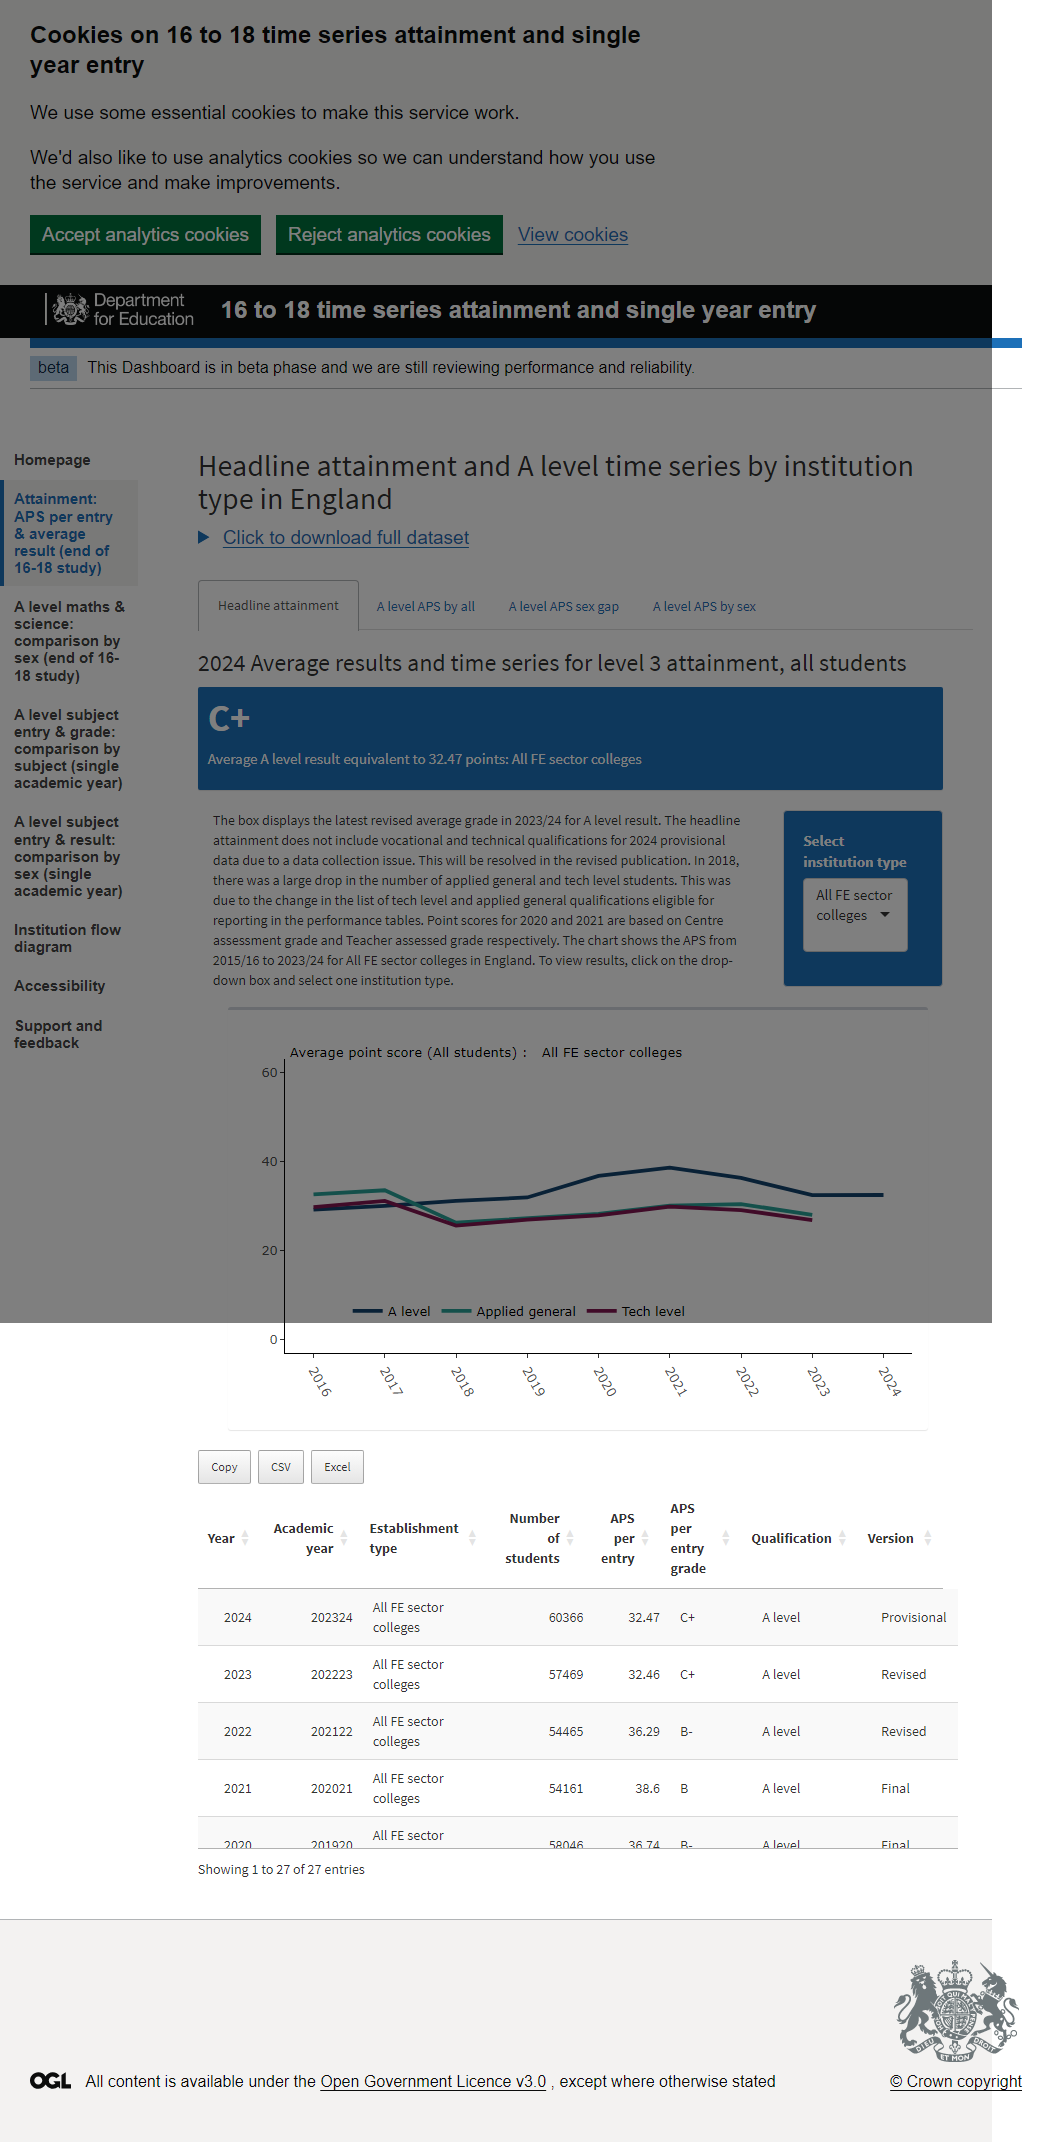 Cookies on 16 to 18 time series attainment and single
year entry
We use some essential cookies to make this service work.
We'd also like to use analytics cookies so we can understand how you use
the service and make improvements.
Accept analytics cookies Reject analytics cookies View cookies
Department
for Education
16 to 18 time series attainment and single year entry
beta This Dashboard is in beta phase and we are still reviewing performance and reliability.
Homepage
Attainment:
APS per entry
& average
result (end of
16-18 study)
A level maths &
science:
comparison by
sex (end of 16-
18 study)
A level subject
entry & grade:
comparison by
subject (single
academic year)
A level subject
entry & result:
comparison by
sex (single
academic year)
Institution flow
diagram
Accessibility
Support and
feedback
Headline attainment and A level time series by institution
type in England
Click to download full dataset
Headline attainment A level APS by all A level APS sex gap A level APS by sex
2024 Average results and time series for level 3 attainment, all students
C+
Average A level result equivalent to 32.47 points: All FE sector colleges
The box displays the latest revised average grade in 2023/24 for A level result. The headline
attainment does not include vocational and technical qualifications for 2024 provisional
data due to a data collection issue. This will be resolved in the revised publication. In 2018,
there was a large drop in the number of applied general and tech level students. This was
due to the change in the list of tech level and applied general qualifications eligible for
reporting in the performance tables. Point scores for 2020 and 2021 are based on Centre
assessment grade and Teacher assessed grade respectively. The chart shows the APS from
2015/16 to 2023/24 for All FE sector colleges in England. To view results, click on the drop-
down box and select one institution type.
Select
institution type
All FE sector
colleges
Average point score (All students) : All FE sector colleges
60
40
20
0
A level Applied general Tech level
2016 2017 2018 2019 2020 2021 2022 2023 2024
Copy CSV Excel
Year Academic year Establishment type Number of students APS per entry APS per entry grade Qualification Version
2024 202324 All FE sector colleges 60366 32.47 C+ A level Provisional
2023 202223 All FE sector colleges 57469 32.46 C+ A level Revised
2022 202122 All FE sector colleges 54465 36.29 B- A level Revised
2021 202021 All FE sector colleges 54161 38.6 B A level Final
2020 201920 All FE sector 58046 36.74 B- A level Final
Showing 1 to 27 of 27 entries
OGL All content is available under the Open Government Licence v3.0 , except where otherwise stated
© Crown copyright